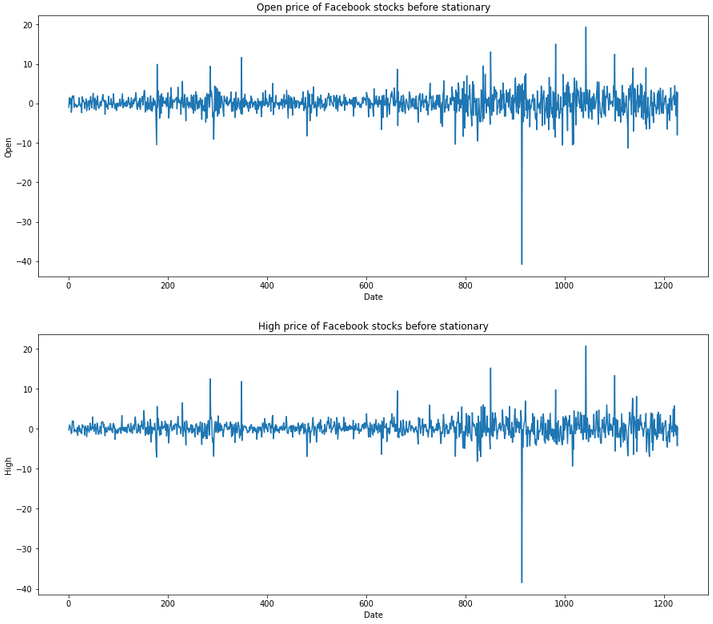 Open price of Facebook stocks before stationary
20
10
0
−10
−20
−30
−40
Open
0 200 400 600 800 1000 1200
Date
High price of Facebook stocks before stationary
20
10
0
−10
−20
−30
−40
High
0 200 400 600 800 1000 1200
Date